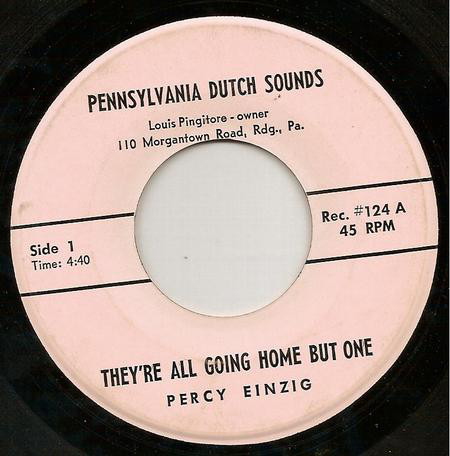 PENNSYLVANIA DUTCH SOUNDS
Louis Pingitore - owner
110 Morgantown Road, Rdg., Pa.
Side 1
Time: 4:40
Rec. #124 A
45 RPM
THEY'RE ALL GOING HOME BUT ONE
PERCY EINZIG